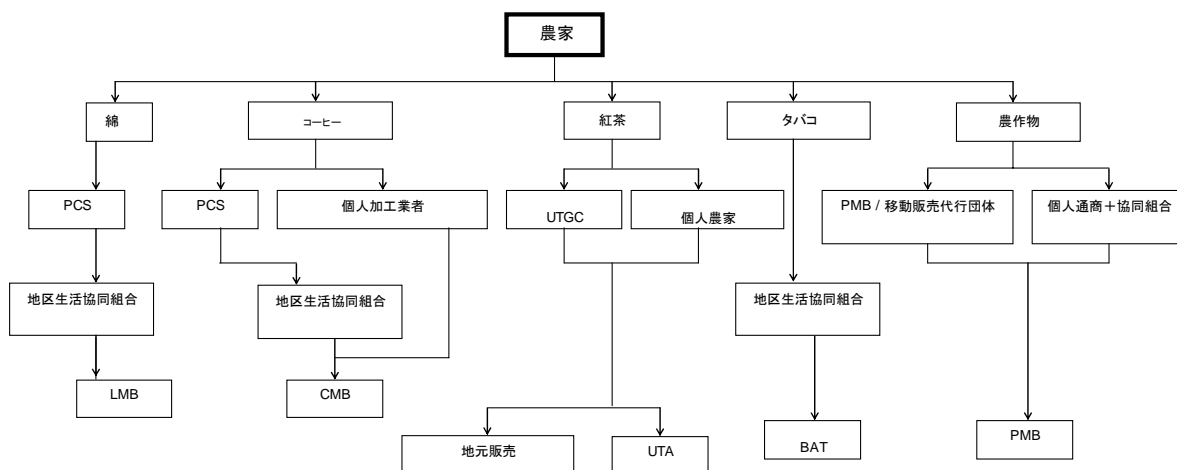 農家
綿
コーヒー
紅茶
タバコ
農作物
PCS
PCS
個人加工業者
UTGC
個人農家
PMB / 移動販売代行団体
個人通商＋協同組合
地区生活協同組合
地区生活協同組合
地区生活協同組合
LMB
CMB
地元販売
UTA
BAT
PMB